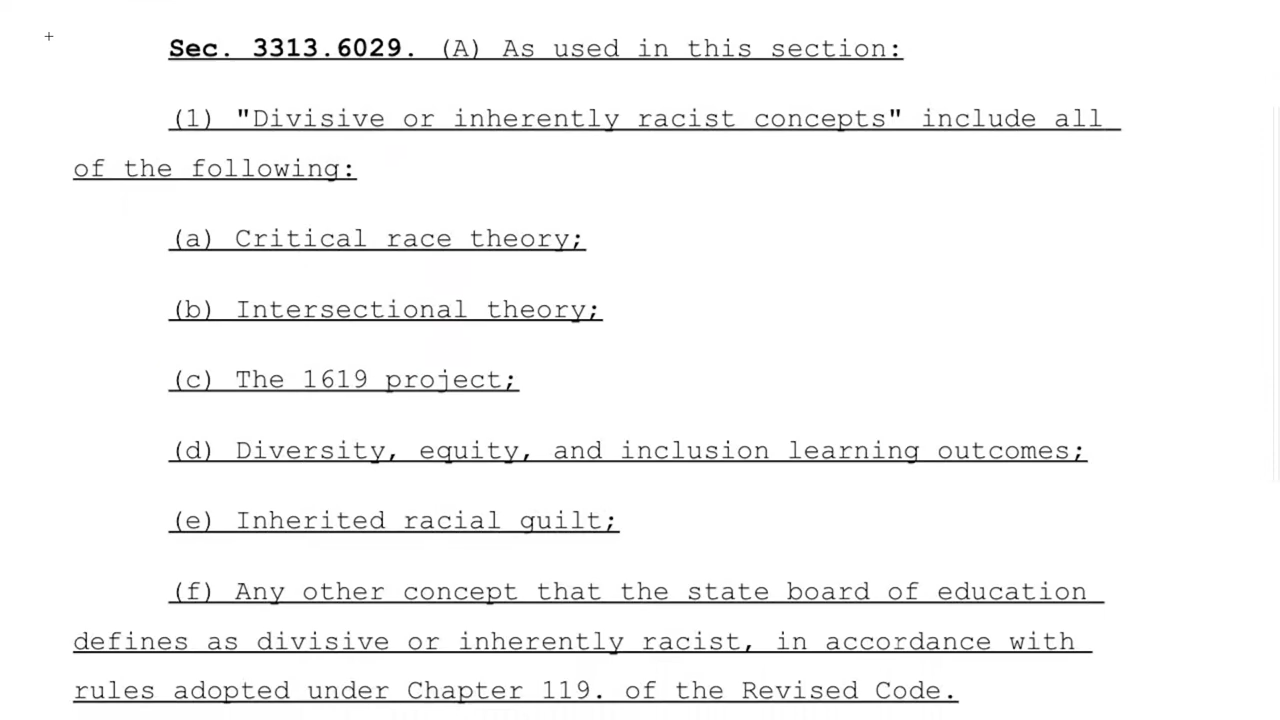 Sec. 3313.6029. (A) As used in this section:
(1) "Divisive or inherently racist concepts" include all
of the following:
(a) Critical race theory;
(b) Intersectional theory;
(c) The 1619 project;
(d) Diversity, equity, and inclusion learning outcomes;
(e) Inherited racial guilt;
(f) Any other concept that the state board of education
defines as divisive or inherently racist, in accordance with
rules adopted under Chapter 119. of the Revised Code.